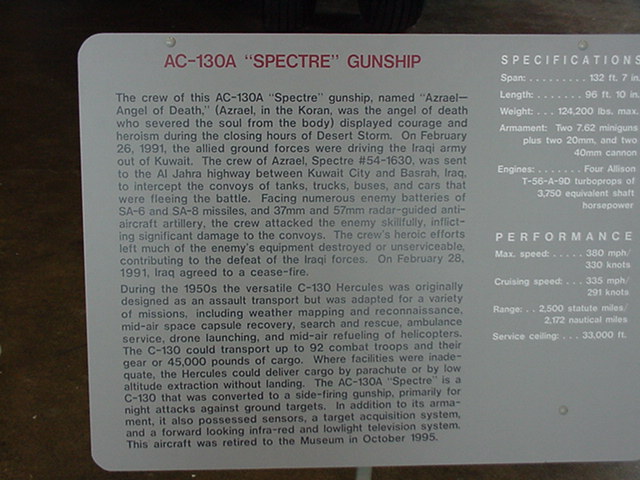 AC-130A "SPECTRE" GUNSHIP
The crew of this AC-130A "Spectre" gunship, named "Azrael—
Angel of Death," (Azrael, in the Koran, was the angel of death
who severed the soul from the body) displayed courage and
heroism during the closing hours of Desert Storm. On February
26, 1991, the allied ground forces were driving the Iraqi army
out of Kuwait. The crew of Azrael, Spectre #54-1630, was sent
to the Al Jahra highway between Kuwait City and Basrah, Iraq,
to intercept the convoys of tanks, trucks, buses, and cars that
were fleeing the battle. Facing numerous enemy batteries of
SA-6 and SA-8 missiles, and 37mm and 57mm radar-guided anti-
aircraft artillery, the crew attacked the enemy skillfully, inflict-
ing significant damage to the convoys. The crew's heroic efforts
left much of the enemy's equipment destroyed or unserviceable,
contributing to the defeat of the Iraqi forces. On February 28,
1991, Iraq agreed to a cease-fire.
During the 1950s the versatile C-130 Hercules was originally
designed as an assault transport but was adapted for a variety
of missions, including weather mapping and reconnaissance,
mid-air space capsule recovery, search and rescue, ambulance
service, drone launching, and mid-air refueling of helicopters.
The C-130 could transport up to 92 combat troops and their
gear or 45,000 pounds of cargo. Where facilities were inade-
quate, the Hercules could deliver cargo by parachute or by low
altitude extraction without landing. The AC-130A "Spectre" is a
C-130 that was converted to a side-firing gunship, primarily for
night attacks against ground targets. In addition to its arma-
ment, it also possessed sensors, a target acquisition system,
and a forward looking infra-red and lowlight television system.
This aircraft was retired to the Museum in October 1995.
SPECIFICATIONS
Span: . . . . . . . . . 132 ft. 7 in.
Length: . . . . . . . . 96 ft. 10 in.
Weight: . . . 124,200 lbs. max.
Armament: Two 7.62 miniguns
plus two 20mm, and two
40mm cannon
Engines: . . . . . . . Four Allison
T-56-A-9D turboprops of
3,750 equivalent shaft
horsepower
PERFORMANCE
Max. speed: . . . . . 380 mph/
330 knots
Cruising speed: . . . 335 mph/
291 knots
Range: . . 2,500 statute miles/
2,172 nautical miles
Service ceiling: . . . 33,000 ft.